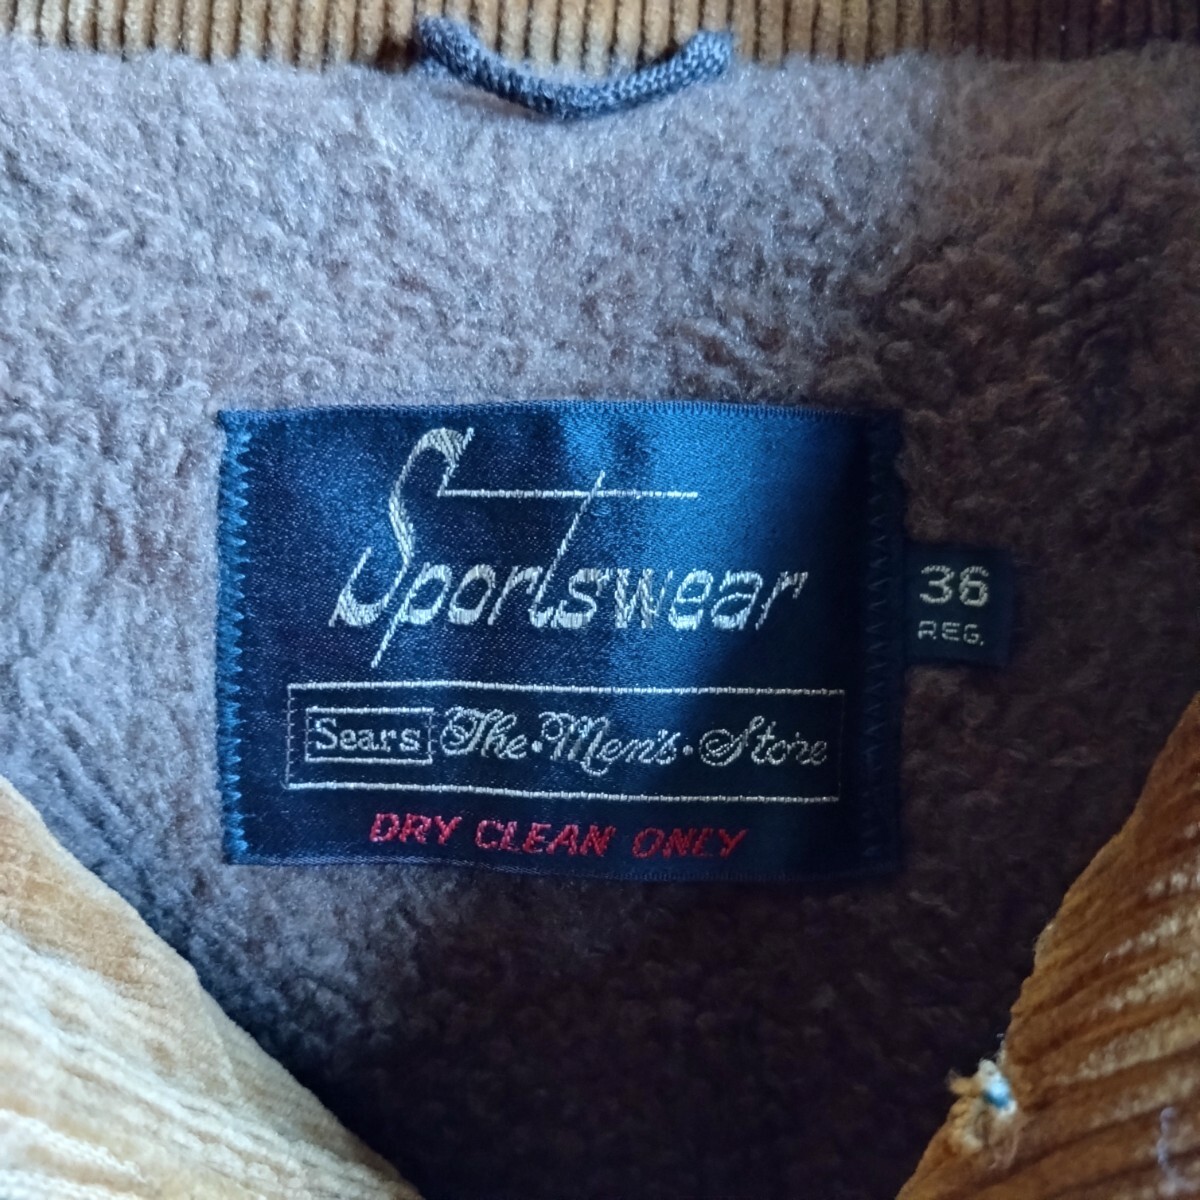 Sportswear
36
REG.
Sears The·Men's·Store
DRY CLEAN ONLY